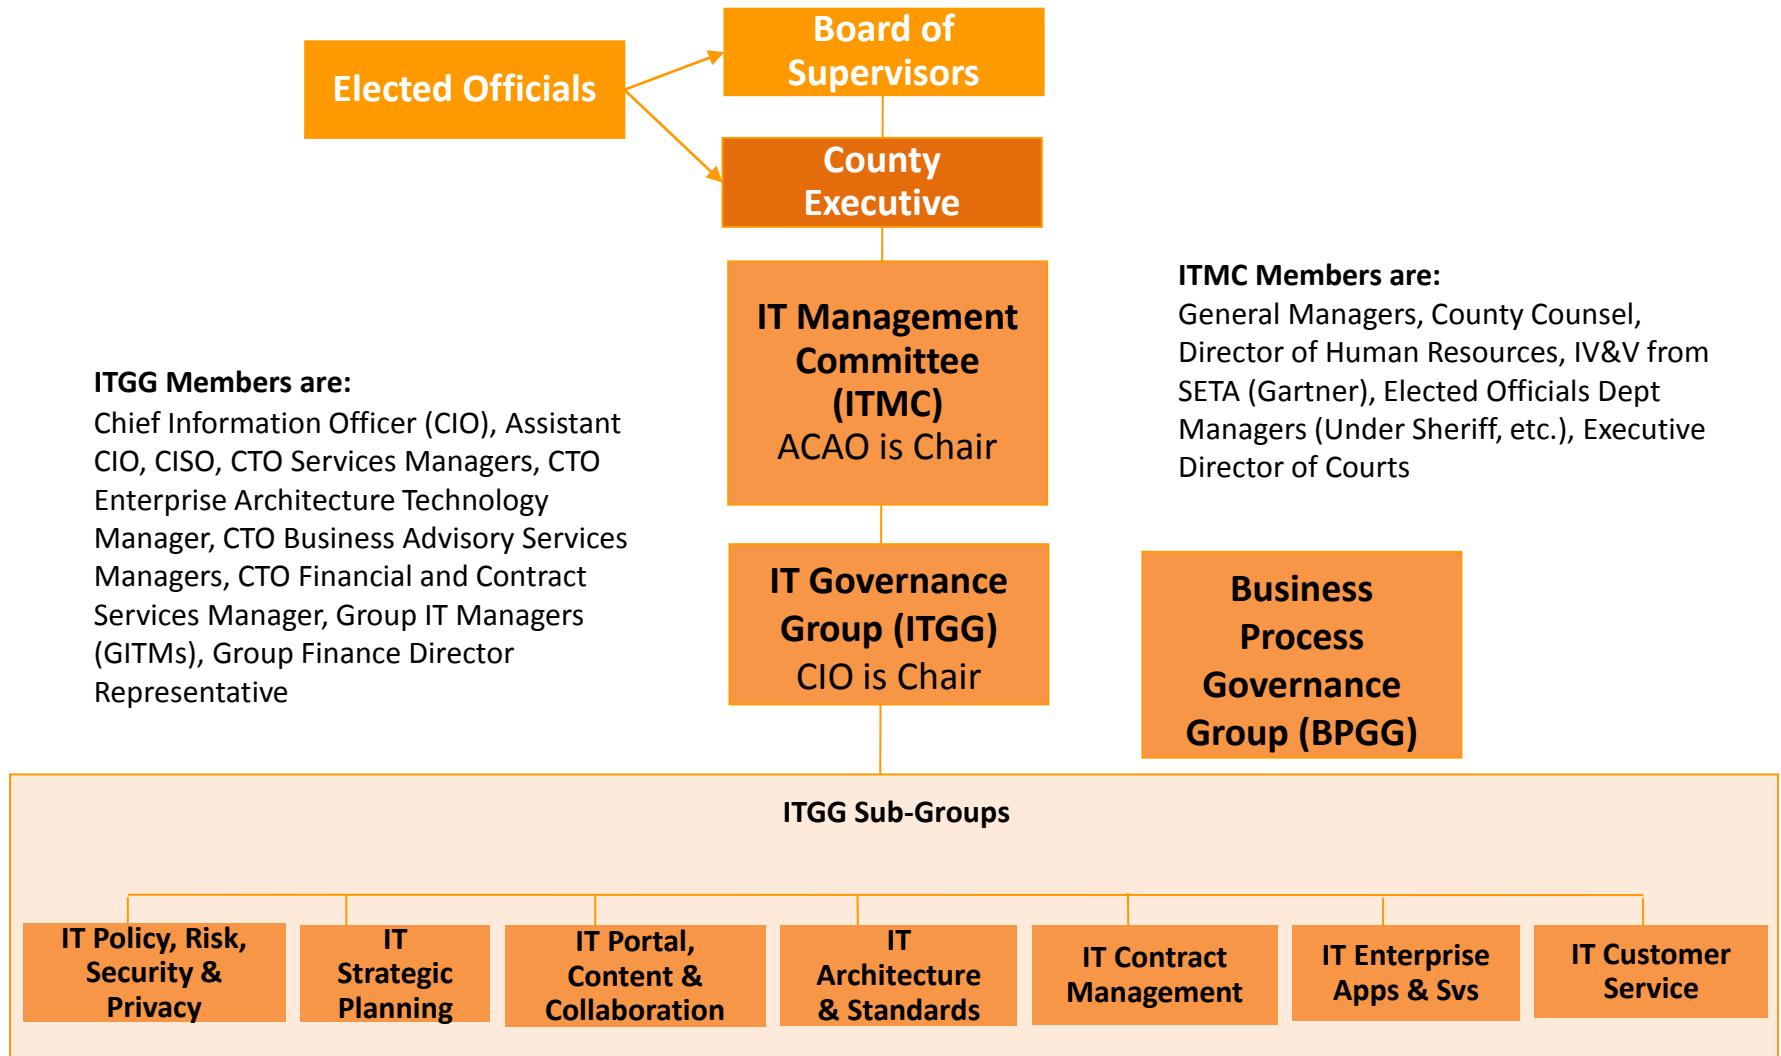 Board of
Supervisors
Elected Officials
County
Executive
IT Management
Committee
(ITMC)
ACAO is Chair
ITMC Members are:
General Managers, County Counsel,
Director of Human Resources, IV&V from
SETA (Gartner), Elected Officials Dept
Managers (Under Sheriff, etc.), Executive
Director of Courts
ITGG Members are:
Chief Information Officer (CIO), Assistant
CIO, CISO, CTO Services Managers, CTO
Enterprise Architecture Technology
Manager, CTO Business Advisory Services
Managers, CTO Financial and Contract
Services Manager, Group IT Managers
(GITMs), Group Finance Director
Representative
IT Governance
Group (ITGG)
CIO is Chair
Business
Process
Governance
Group (BPGG)
ITGG Sub-Groups
IT Policy, Risk,
Security &
Privacy
IT
Strategic
Planning
IT Portal,
Content &
Collaboration
IT
Architecture
& Standards
IT Contract
Management
IT Enterprise
Apps & Svs
IT Customer
Service